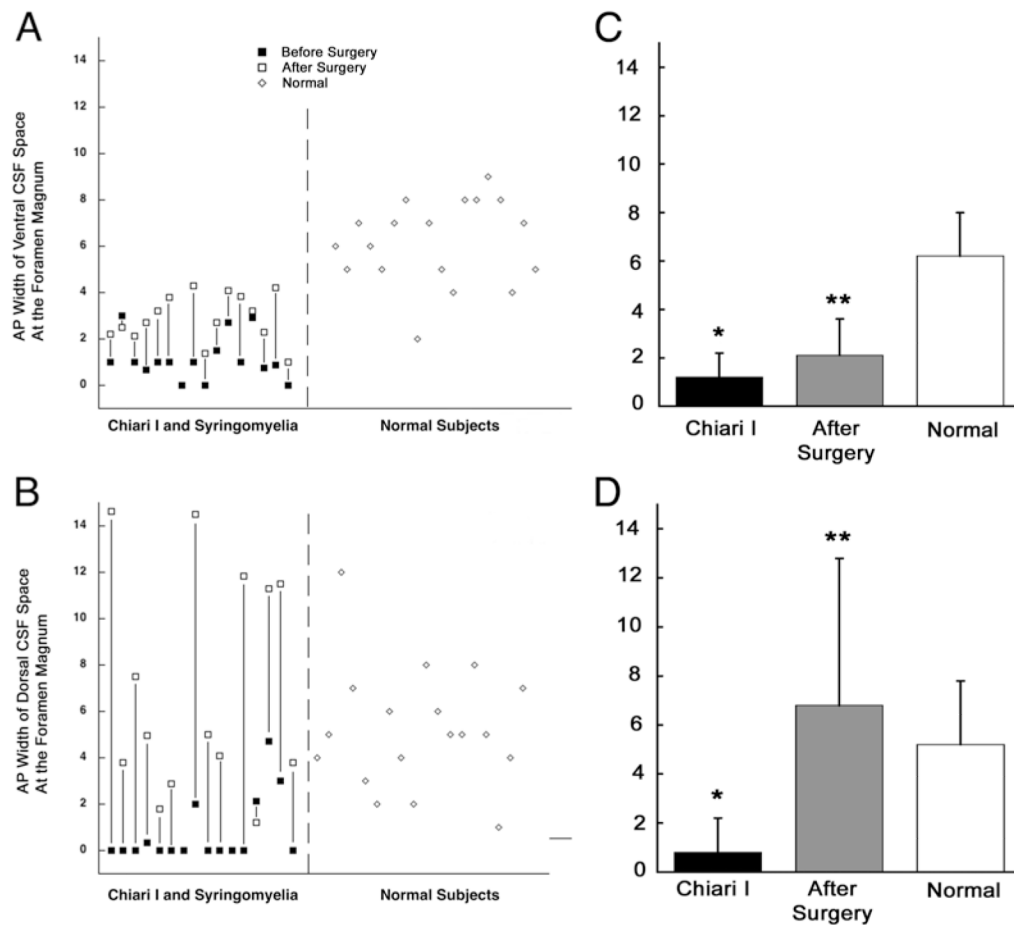 A
Before Surgery
After Surgery
Normal
14
12
10
8
6
4
2
0
AP Width of Ventral CSF Space
At the Foramen Magnum
Chiari I and Syringomyelia
Normal Subjects
C
14
12
10
8
6
4
2
0
*
**
Chiari I
After
Surgery
Normal
B
14
12
10
8
6
4
2
0
AP Width of Dorsal CSF Space
At the Foramen Magnum
Chiari I and Syringomyelia
Normal Subjects
D
14
12
10
8
6
4
2
0
*
**
Chiari I
After
Surgery
Normal